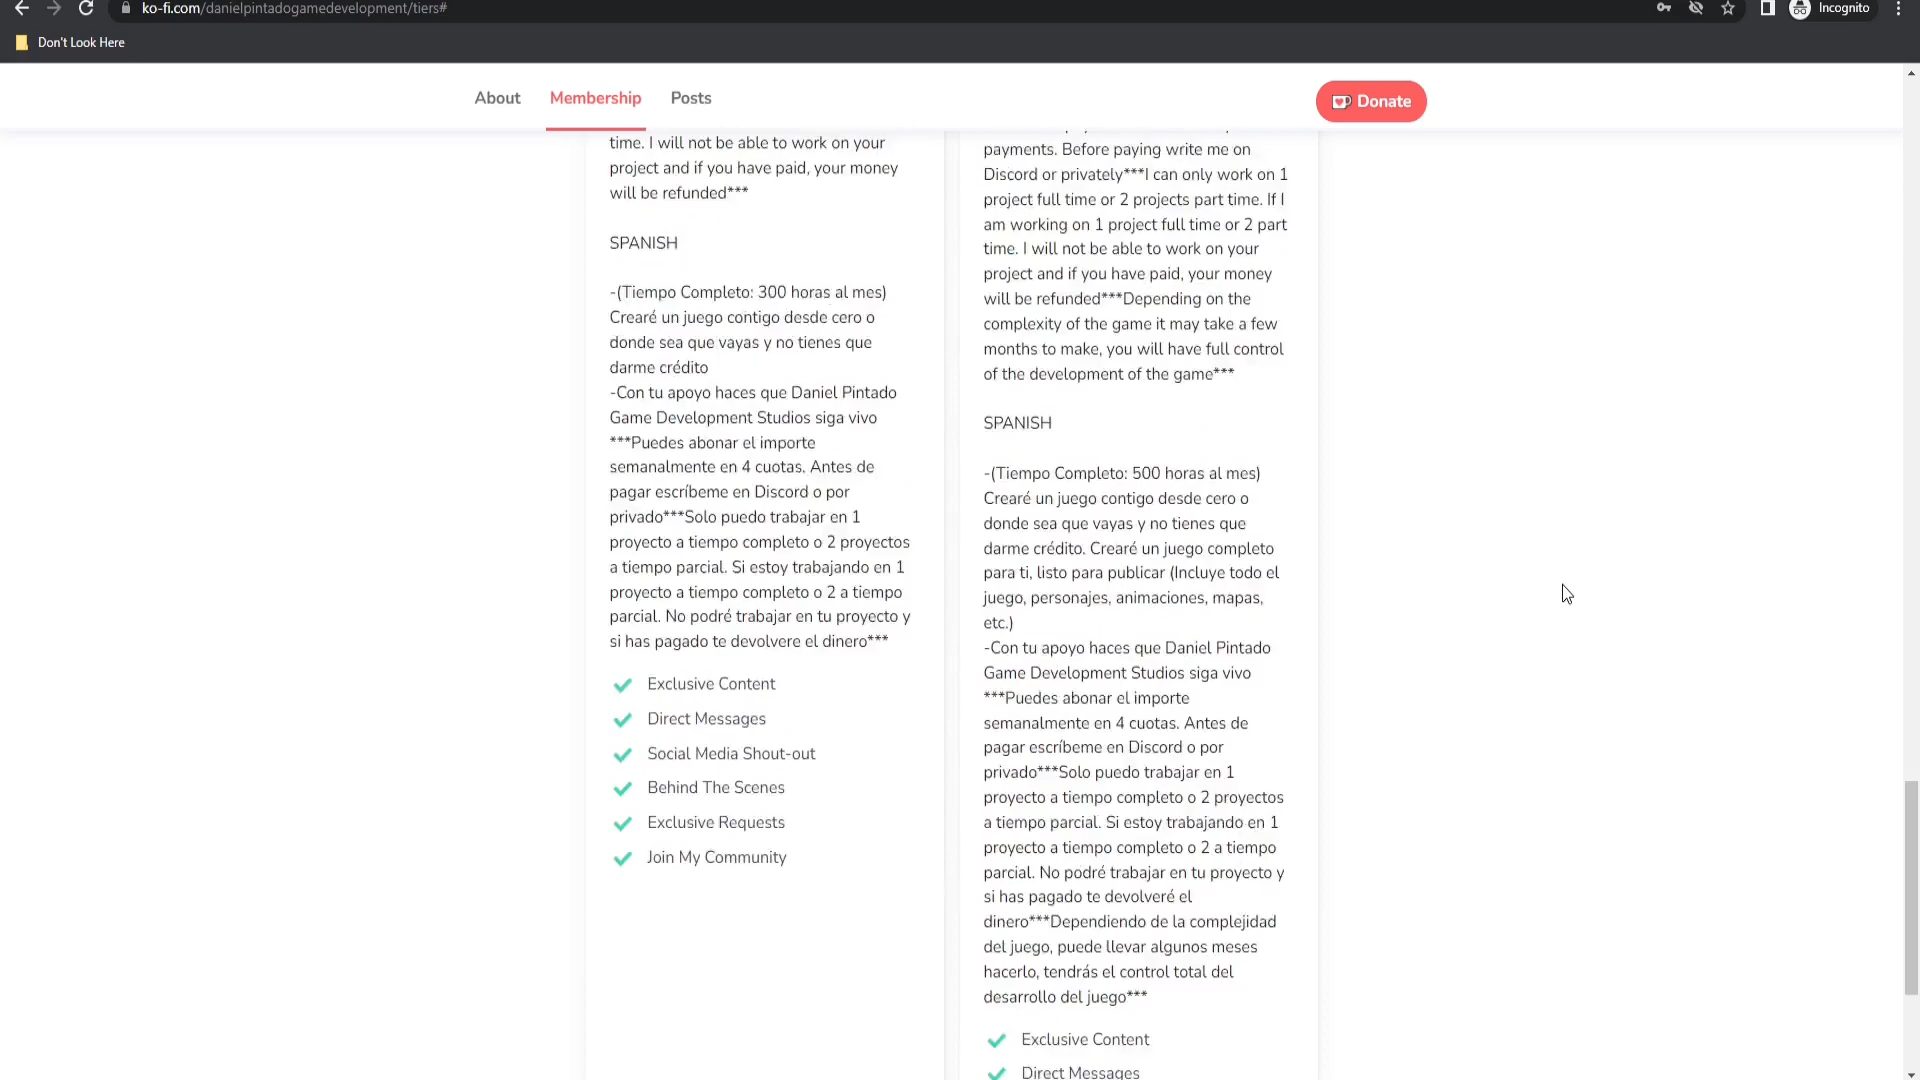 ko-fi.com/danielpintadogamedevelopment/tiers#
Incognito
Don't Look Here
About
Membership
Posts
Donate
time. I will not be able to work on your
project and if you have paid, your money
will be refunded***
SPANISH
-(Tiempo Completo: 300 horas al mes)
Crearé un juego contigo desde cero o
donde sea que vayas y no tienes que
darme crédito
-Con tu apoyo haces que Daniel Pintado
Game Development Studios siga vivo
***Puedes abonar el importe
semanalmente en 4 cuotas. Antes de
pagar escríbeme en Discord o por
privado***Solo puedo trabajar en 1
proyecto a tiempo completo o 2 proyectos
a tiempo parcial. Si estoy trabajando en 1
proyecto a tiempo completo o 2 a tiempo
parcial. No podré trabajar en tu proyecto y
si has pagado te devolvere el dinero***
Exclusive Content
Direct Messages
Social Media Shout-out
Behind The Scenes
Exclusive Requests
Join My Community
payments. Before paying write me on
Discord or privately***I can only work on 1
project full time or 2 projects part time. If I
am working on 1 project full time or 2 part
time. I will not be able to work on your
project and if you have paid, your money
will be refunded***Depending on the
complexity of the game it may take a few
months to make, you will have full control
of the development of the game***
SPANISH
-(Tiempo Completo: 500 horas al mes)
Crearé un juego contigo desde cero o
donde sea que vayas y no tienes que
darme crédito. Crearé un juego completo
para ti, listo para publicar (Incluye todo el
juego, personajes, animaciones, mapas,
etc.)
-Con tu apoyo haces que Daniel Pintado
Game Development Studios siga vivo
***Puedes abonar el importe
semanalmente en 4 cuotas. Antes de
pagar escríbeme en Discord o por
privado***Solo puedo trabajar en 1
proyecto a tiempo completo o 2 proyectos
a tiempo parcial. Si estoy trabajando en 1
proyecto a tiempo completo o 2 a tiempo
parcial. No podré trabajar en tu proyecto y
si has pagado te devolveré el
dinero***Dependiendo de la complejidad
del juego, puede llevar algunos meses
hacerlo, tendrás el control total del
desarrollo del juego***
Exclusive Content
Direct Messages